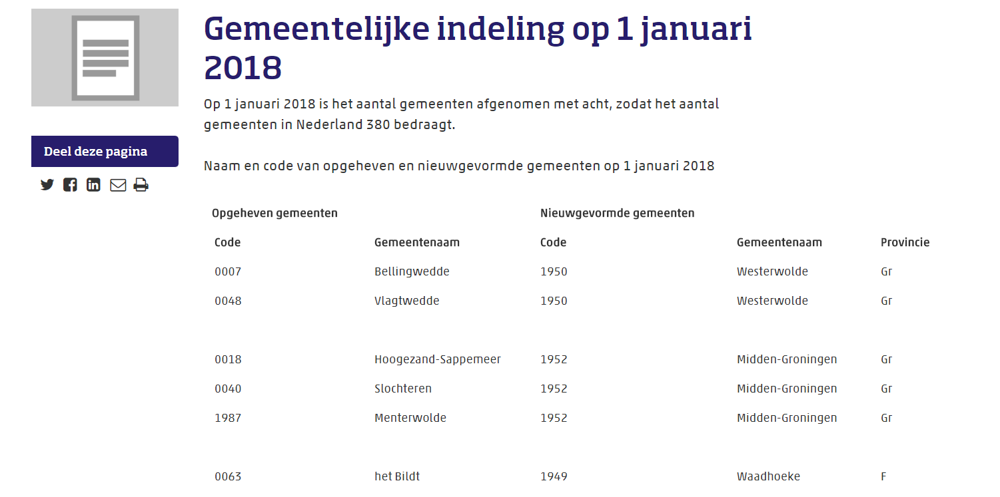 Gemeentelijke indeling op 1 januari
2018
Op 1 januari 2018 is het aantal gemeenten afgenomen met acht, zodat het aantal
gemeenten in Nederland 380 bedraagt.
Deel deze pagina
Naam en code van opgeheven en nieuwgevormde gemeenten op 1 januari 2018
Opgeheven gemeenten Nieuwgevormde gemeenten
Code Gemeentenaam Code Gemeentenaam Provincie
0007 Bellingwedde 1950 Westerwolde Gr
0048 Vlagtwedde 1950 Westerwolde Gr
0018 Hoogezand-Sappemeer 1952 Midden-Groningen Gr
0040 Slochteren 1952 Midden-Groningen Gr
1987 Menterwolde 1952 Midden-Groningen Gr
0063 het Bildt 1949 Waadhoeke F